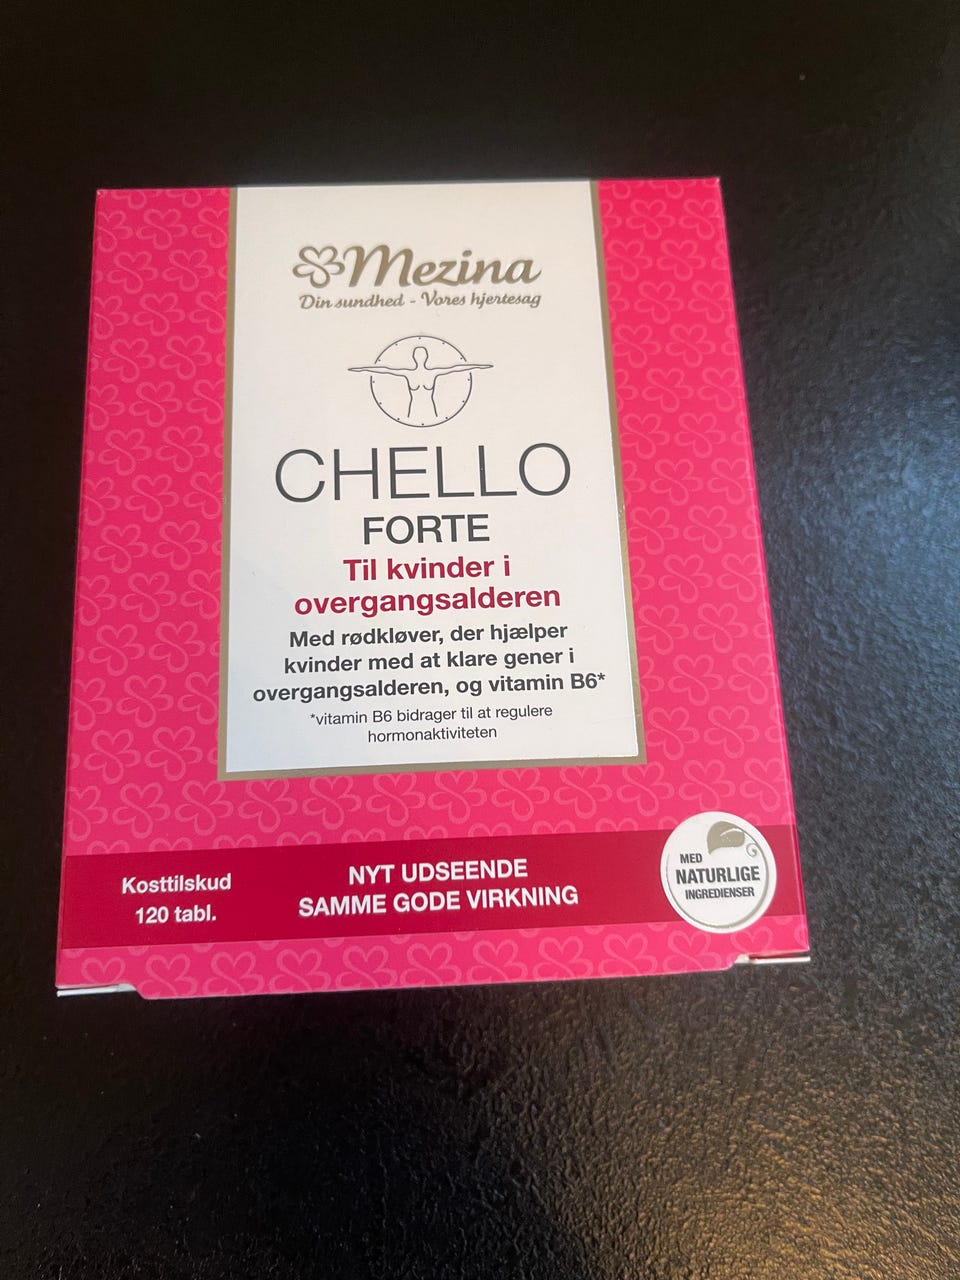 Mezina
Din sundhed - Vores hjertesag
CHELLO
FORTE
Til kvinder i
overgangsalderen
Med rødkløver, der hjælper
kvinder med at klare gener i
overgangsalderen, og vitamin B6*
*vitamin B6 bidrager til at regulere
hormonaktiviteten
Kosttilskud
120 tabl.
NYT UDSEENDE
SAMME GODE VIRKNING
MED
NATURLIGE
INGREDIENSER